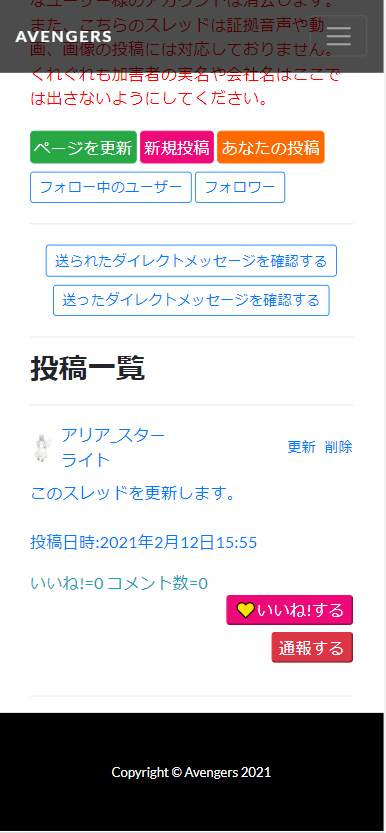 なユーザー様のアカウントは消去します。
AVENGERS
また、こちらのスレッドは証拠音声や動
画、画像の投稿には対応しておりません。
くれぐれも加害者の実名や会社名はここで
は出さないようにしてください。
ページを更新 新規投稿 あなたの投稿
フォロー中のユーザー フォロワー
送られたダイレクトメッセージを確認する
送ったダイレクトメッセージを確認する
投稿一覧
アリア_スター
ライト
更新 削除
このスレッドを更新します。
投稿日時:2021年2月12日15:55
いいね!=0 コメント数=0
いいね!する
通報する
Copyright © Avengers 2021